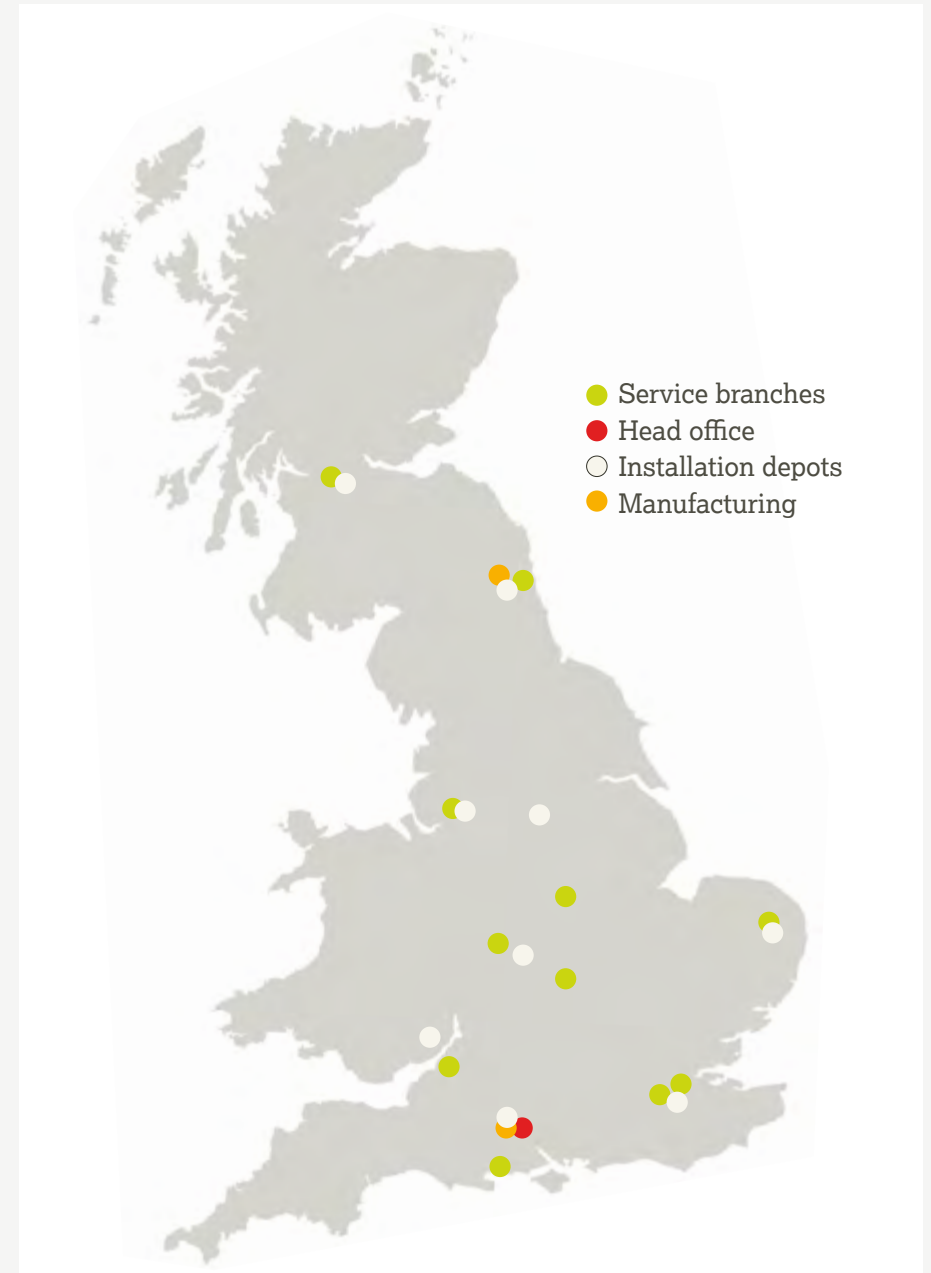 Service branches
Head office
Installation depots
Manufacturing